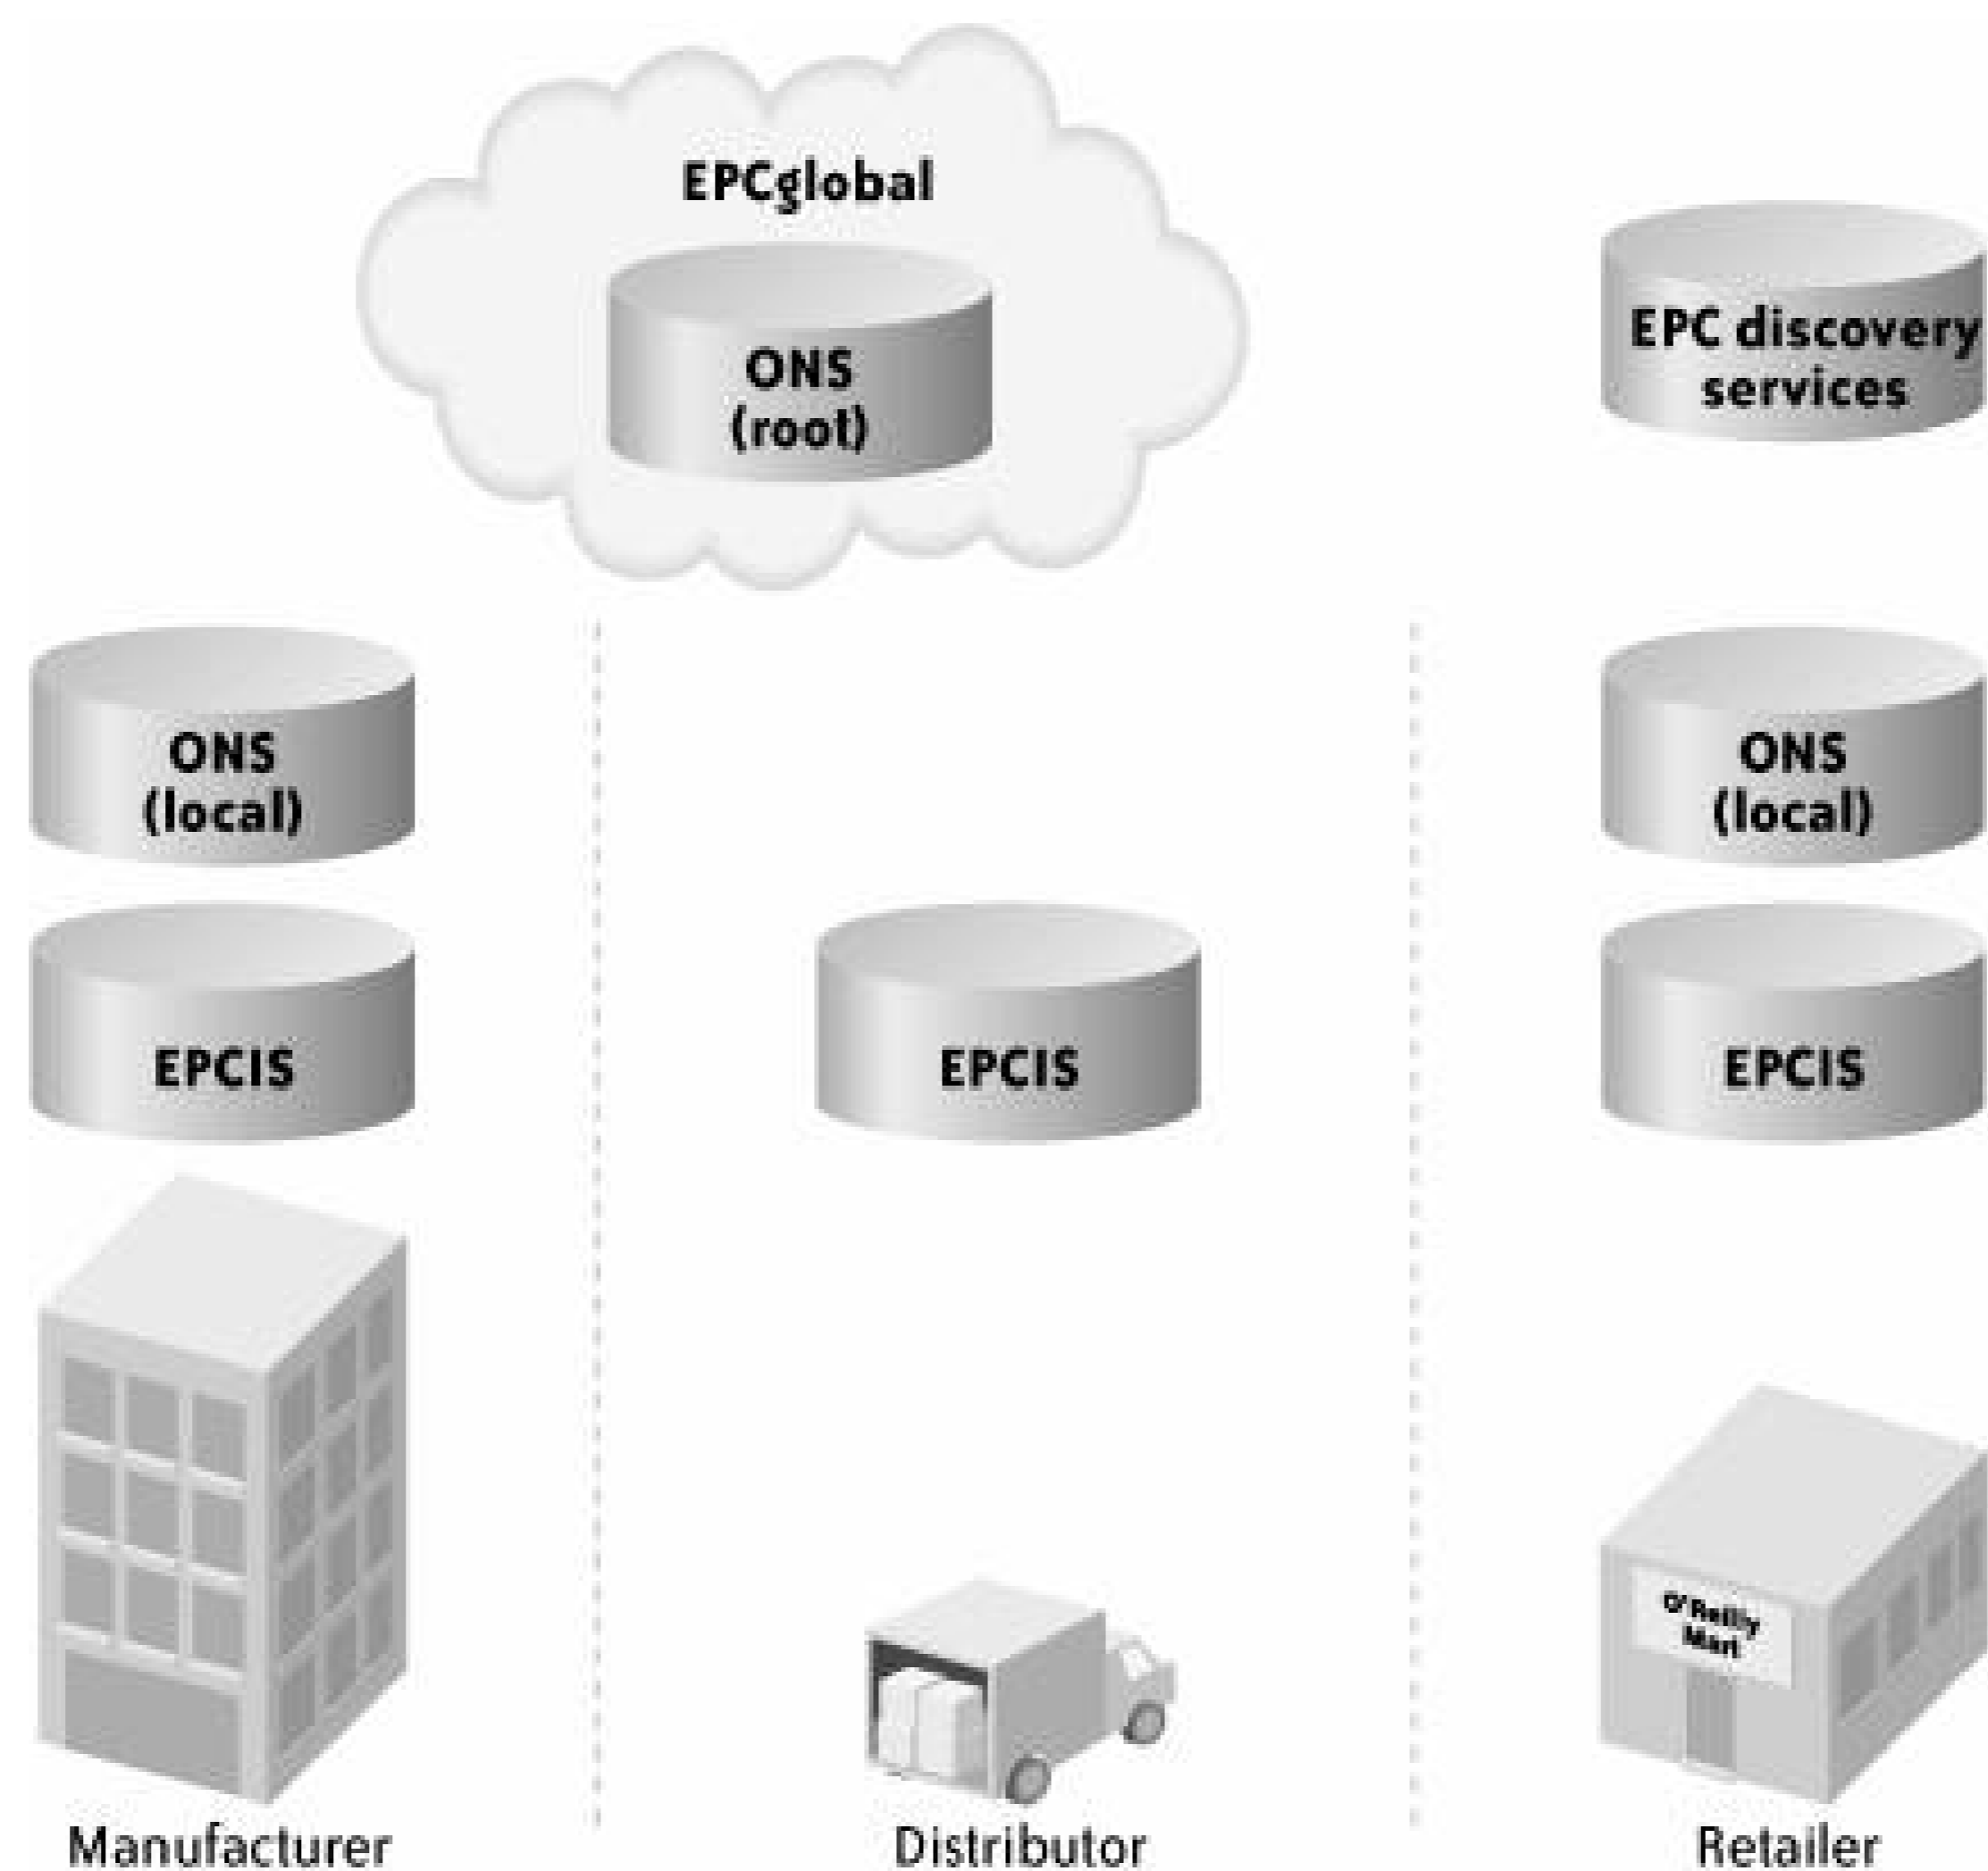 EPCglobal
ONS
(root)
EPC discovery
services
ONS
(local)
ONS
(local)
EPCIS
EPCIS
EPCIS
O'Reilly
Mart
Manufacturer
Distributor
Retailer